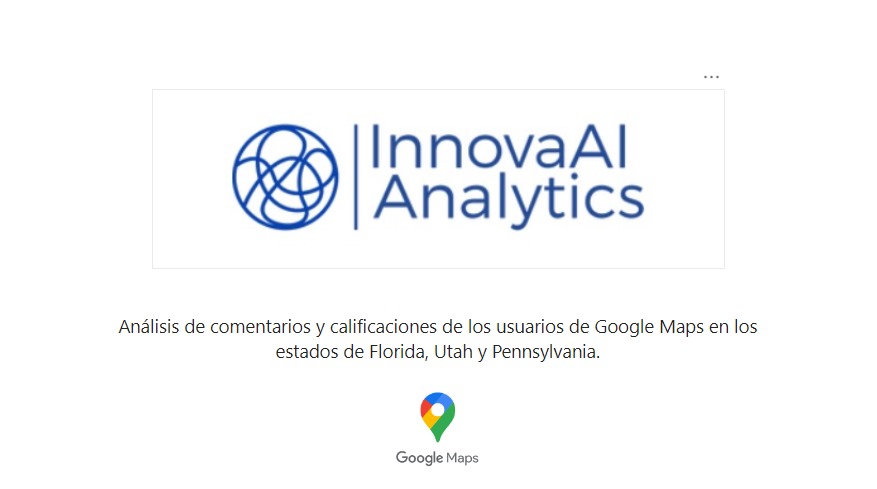 InnovaAI
Analytics
Análisis de comentarios y calificaciones de los usuarios de Google Maps en los
estados de Florida, Utah y Pennsylvania.
Google Maps